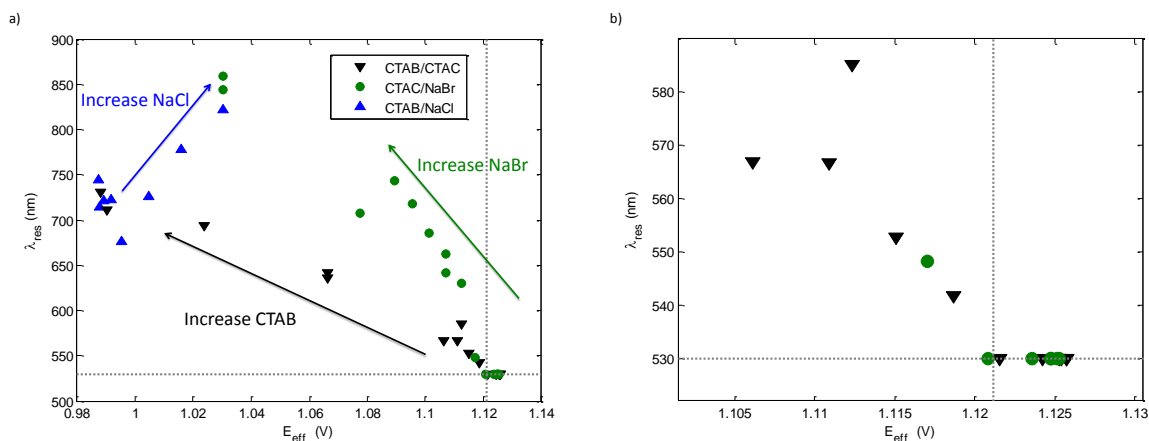 a)
b)
900
850
800
750
700
650
600
550
500
λres (nm)
0.98
1
1.02
1.04
1.06
1.08
1.1
1.12
1.14
Eeff (V)
CTAB/CTAC
CTAC/NaBr
CTAB/NaCl
Increase NaCl
Increase NaBr
Increase CTAB
580
570
560
550
540
530
λres (nm)
1.105
1.11
1.115
1.12
1.125
1.13
Eeff (V)